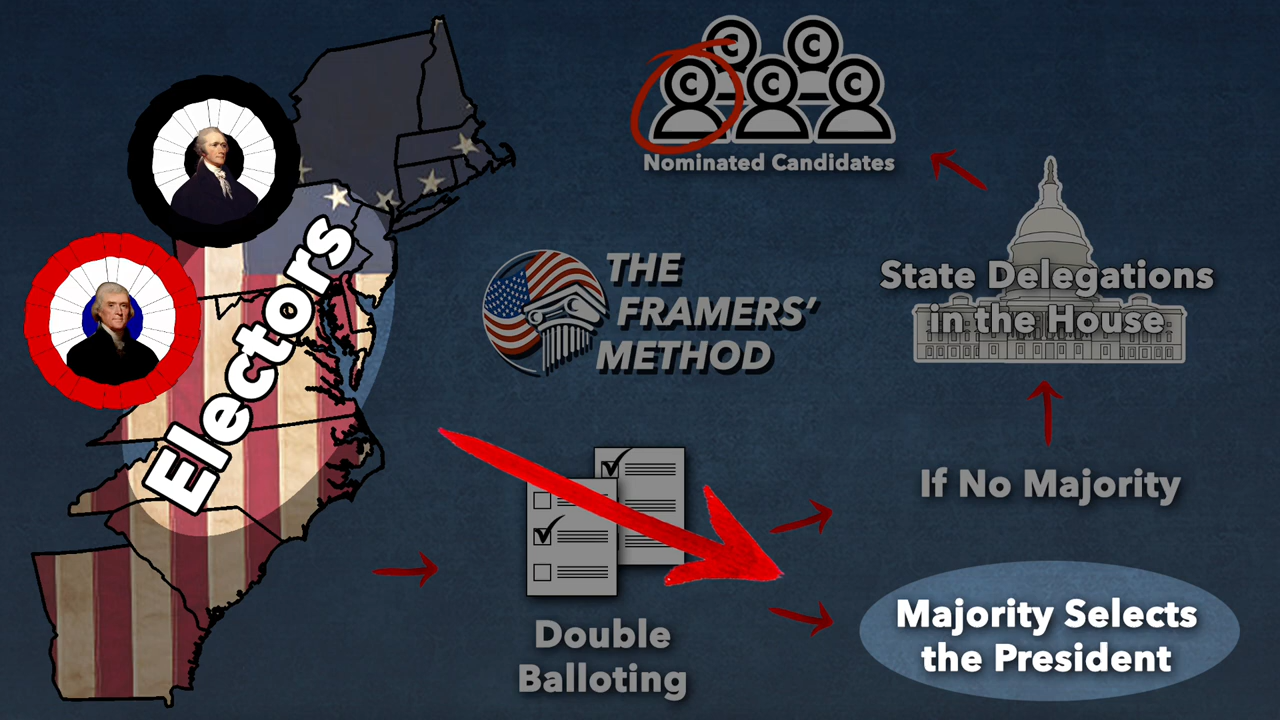 C
C
C
C
C
Nominated Candidates
Electors
THE
FRAMERS'
METHOD
State Delegations
in the House
If No Majority
Double
Balloting
Majority Selects
the President